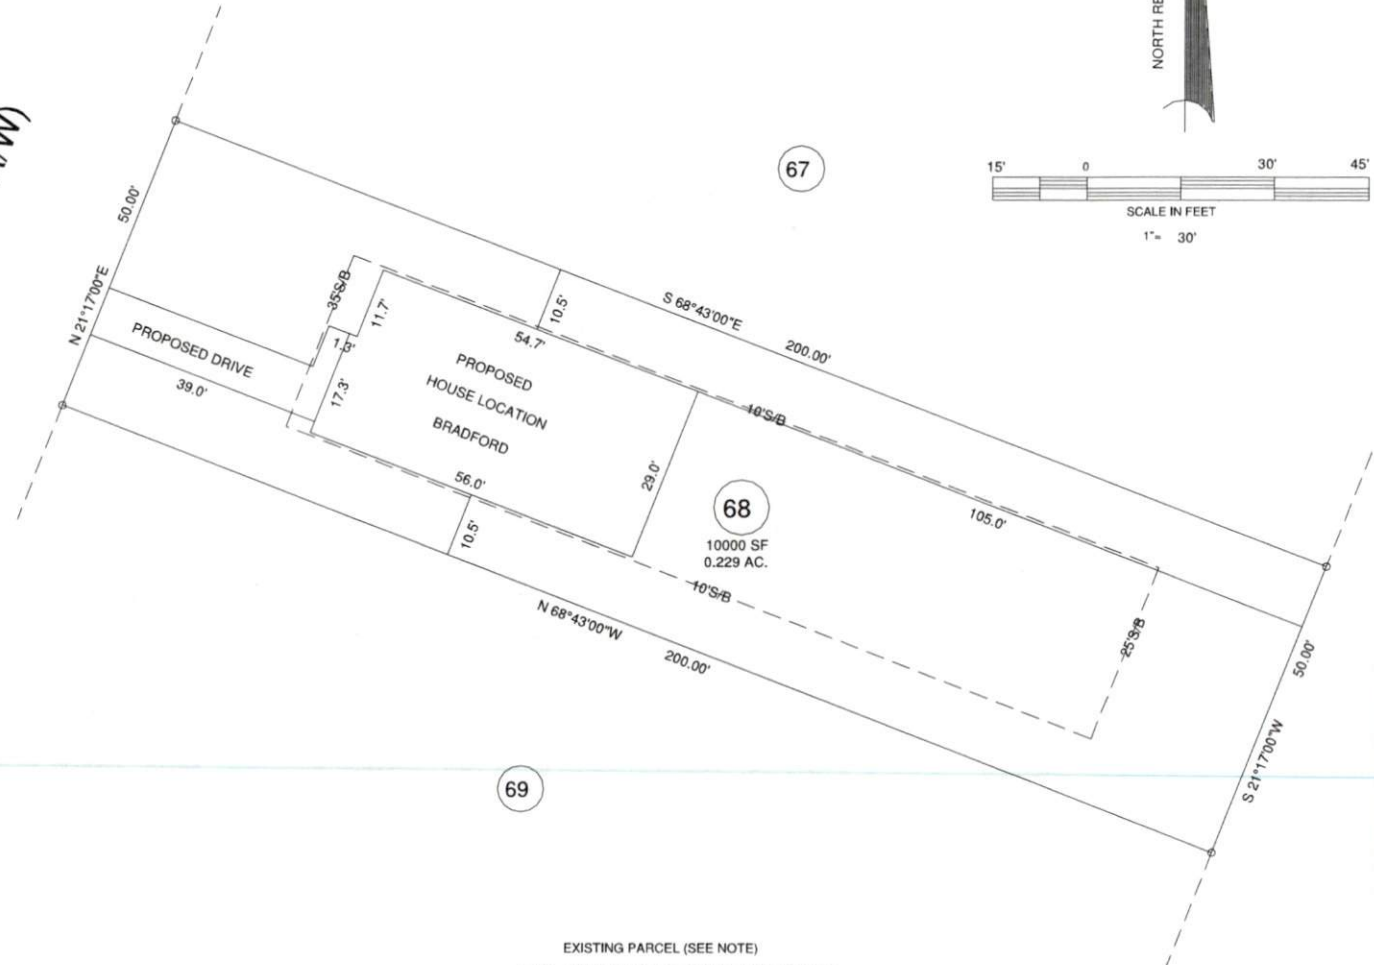 /W)
NORTH RE
15' 0 30' 45'
SCALE IN FEET
1"= 30'
67
50.00'
N 21°17'00"E
35'S/B
11.7'
1.3'
17.3'
PROPOSED DRIVE
39.0'
54.7'
10.5'
S 68°43'00"E
200.00'
PROPOSED
HOUSE LOCATION
BRADFORD
10'S/B
56.0'
29.0'
10.5'
68
10000 SF
0.229 AC.
105.0'
10'S/B
N 68°43'00"W
200.00'
25'S/B
50.00'
S 21°17'00"W
69
EXISTING PARCEL (SEE NOTE)